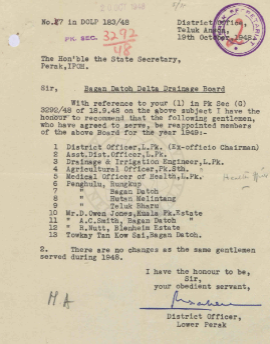 No.27 in DOLP 183/48
District Office,
Teluk Anson,
19th October, 1948.
PK. SEC. 3292/48
The Hon'ble the State Secretary,
Perak, IPOH.
Sir,
Bagan Datoh Delta Drainage Board
With reference to your (1) in Pk Sec (G)
3292/48 of 18.9.48 on the above subject I have the
honour to recommend that the following gentlemen,
who have agreed to serve, be reappointed members
of the above Board for the year 1949:-
1 District Officer, L.Pk. (Ex-officio Chairman)
2 Asst.Dist.Officer, L.Pk.
3 Drainage & Irrigation Engineer, L.Pk.
4 Agricultural Officer, Pk.Sth.
5 Medical Officer of Health, L.Pk.
6 Penghulu, Rungkup
7 " Bagan Datoh
8 " Hutan Melintang
9 " Teluk Bharu
10 Mr.D.Owen Jones, Kuala Pk.Estate
11 " A.C.Smith, Bagan Datoh "
12 " H.Nutt, Blenheim Estate
13 Towkay Tan Kow Sai, Bagan Datoh.
2. There are no changes as the same gentlemen
served during 1948.
I have the honour to be,
Sir,
your obedient servant,
District Officer,
Lower Perak